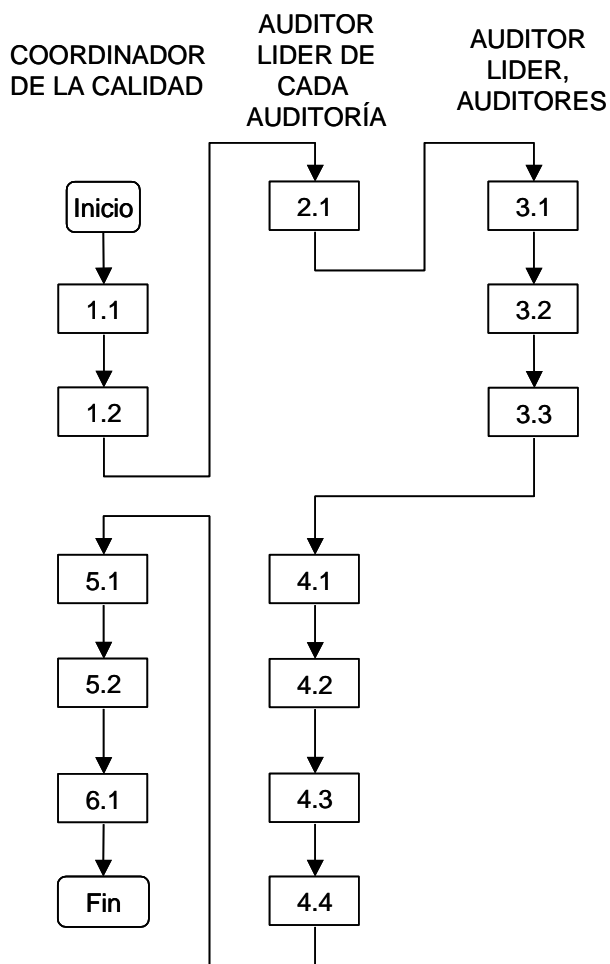 COORDINADOR
DE LA CALIDAD
AUDITOR
LIDER DE
CADA
AUDITORÍA
AUDITOR
LIDER,
AUDITORES
Inicio
1.1
1.2
2.1
3.1
3.2
3.3
4.1
4.2
4.3
4.4
5.1
5.2
6.1
Fin